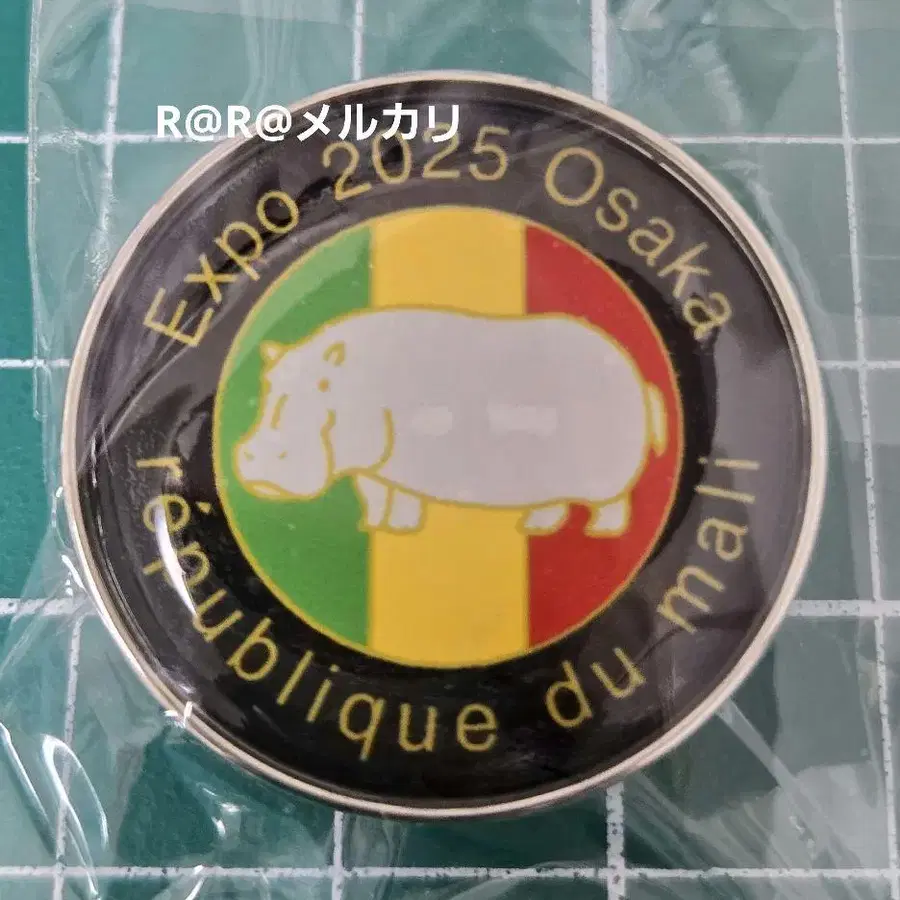 R@R@メルカリ
Expo 2025 Osaka
république du mali